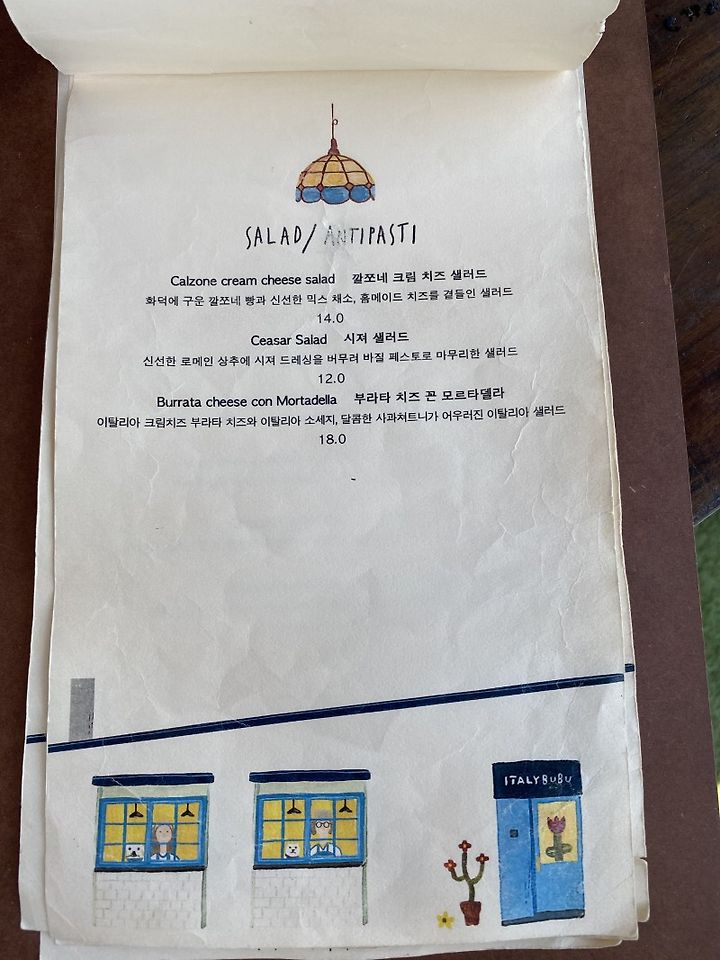 SALAD/ANTIPASTI
Calzone cream cheese salad 깔쪼네 크림 치즈 샐러드
화덕에 구운 깔쪼네 빵과 신선한 믹스 채소, 홈메이드 치즈를 곁들인 샐러드
14.0
Ceasar Salad 시져 샐러드
신선한 로메인 상추에 시져 드레싱을 버무려 바질 페스토로 마무리한 샐러드
12.0
Burrata cheese con Mortadella 부라타 치즈 꼰 모르타델라
이탈리아 크림치즈 부라타 치즈와 이탈리아 소세지, 달콤한 사과쳐트니가 어우러진 이탈리아 샐러드
18.0
ITALYBUBU